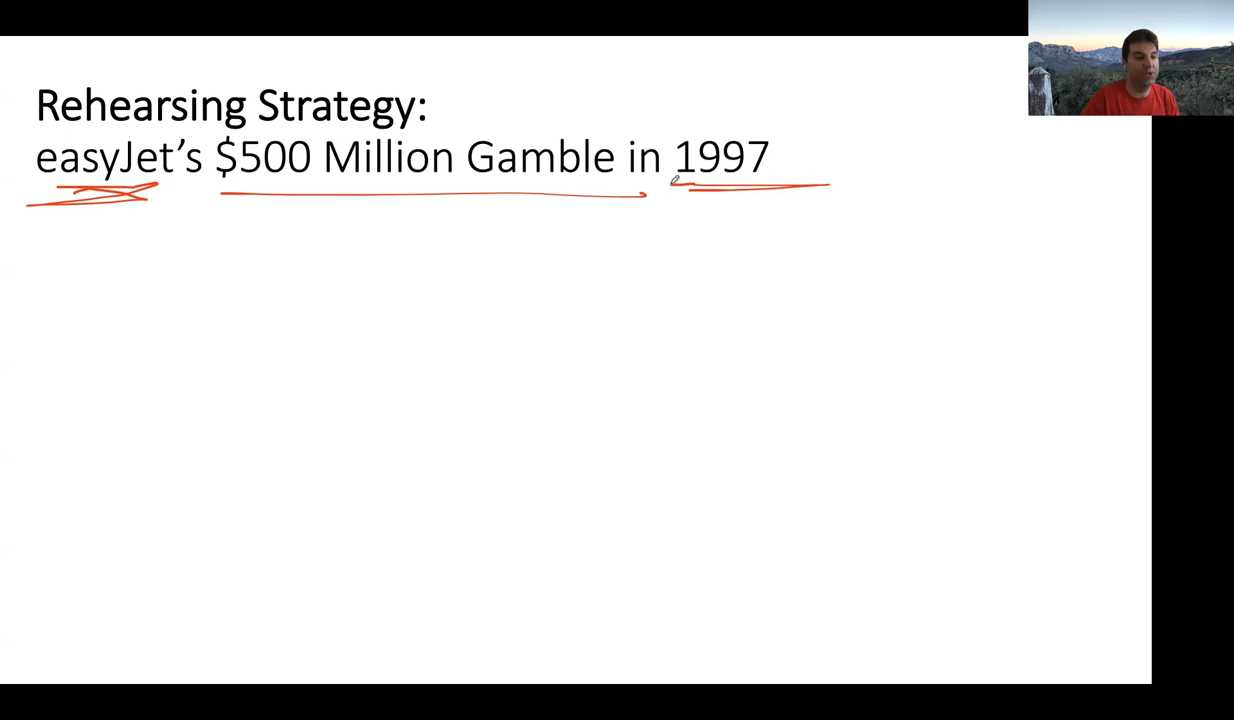 Rehearsing Strategy:
easyJet’s $500 Million Gamble in 1997